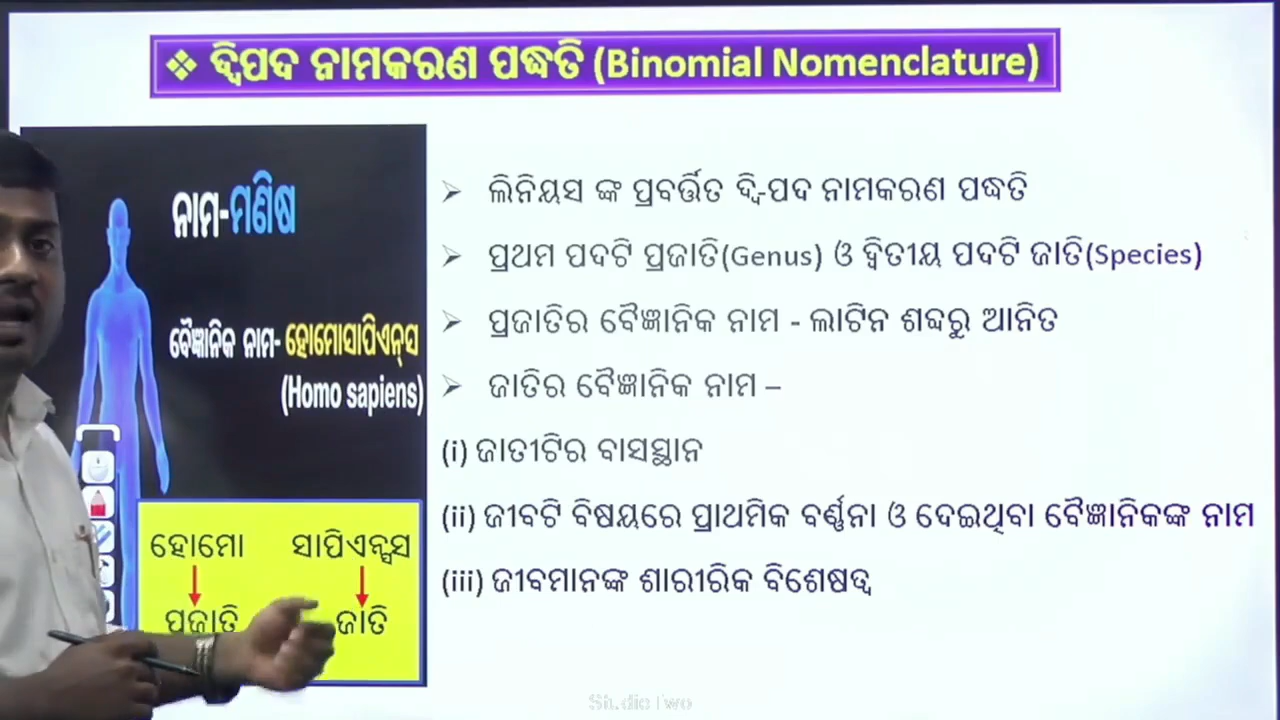 ❖ ଦ୍ଵିପଦ ନାମକରଣ ପଦ୍ଧତି (Binomial Nomenclature)
ନାମ-ମଣିଷ
ବୈଜ୍ଞାନିକ ନାମ- ହୋମୋସାପିଏନ୍‌ସ
(Homo sapiens)
ହୋମୋ ସାପିଏନ୍ସସ
ପ୍ରଜାତି ଜାତି
➢ ଲିନିୟସ ଙ୍କ ପ୍ରବର୍ତ୍ତିତ ଦ୍ଵି-ପଦ ନାମକରଣ ପଦ୍ଧତି
➢ ପ୍ରଥମ ପଦଟି ପ୍ରଜାତି(Genus) ଓ ଦ୍ଵିତୀୟ ପଦଟି ଜାତି(Species)
➢ ପ୍ରଜାତିର ବୈଜ୍ଞାନିକ ନାମ - ଲାଟିନ ଶବ୍ଦରୁ ଆନିତ
➢ ଜାତିର ବୈଜ୍ଞାନିକ ନାମ –
(i) ଜାତୀଟିର ବାସସ୍ଥାନ
(ii) ଜୀବଟି ବିଷୟରେ ପ୍ରାଥମିକ ବର୍ଣ୍ଣନା ଓ ଦେଇଥିବା ବୈଜ୍ଞାନିକଙ୍କ ନାମ
(iii) ଜୀବମାନଙ୍କ ଶାରୀରିକ ବିଶେଷତ୍ଵ